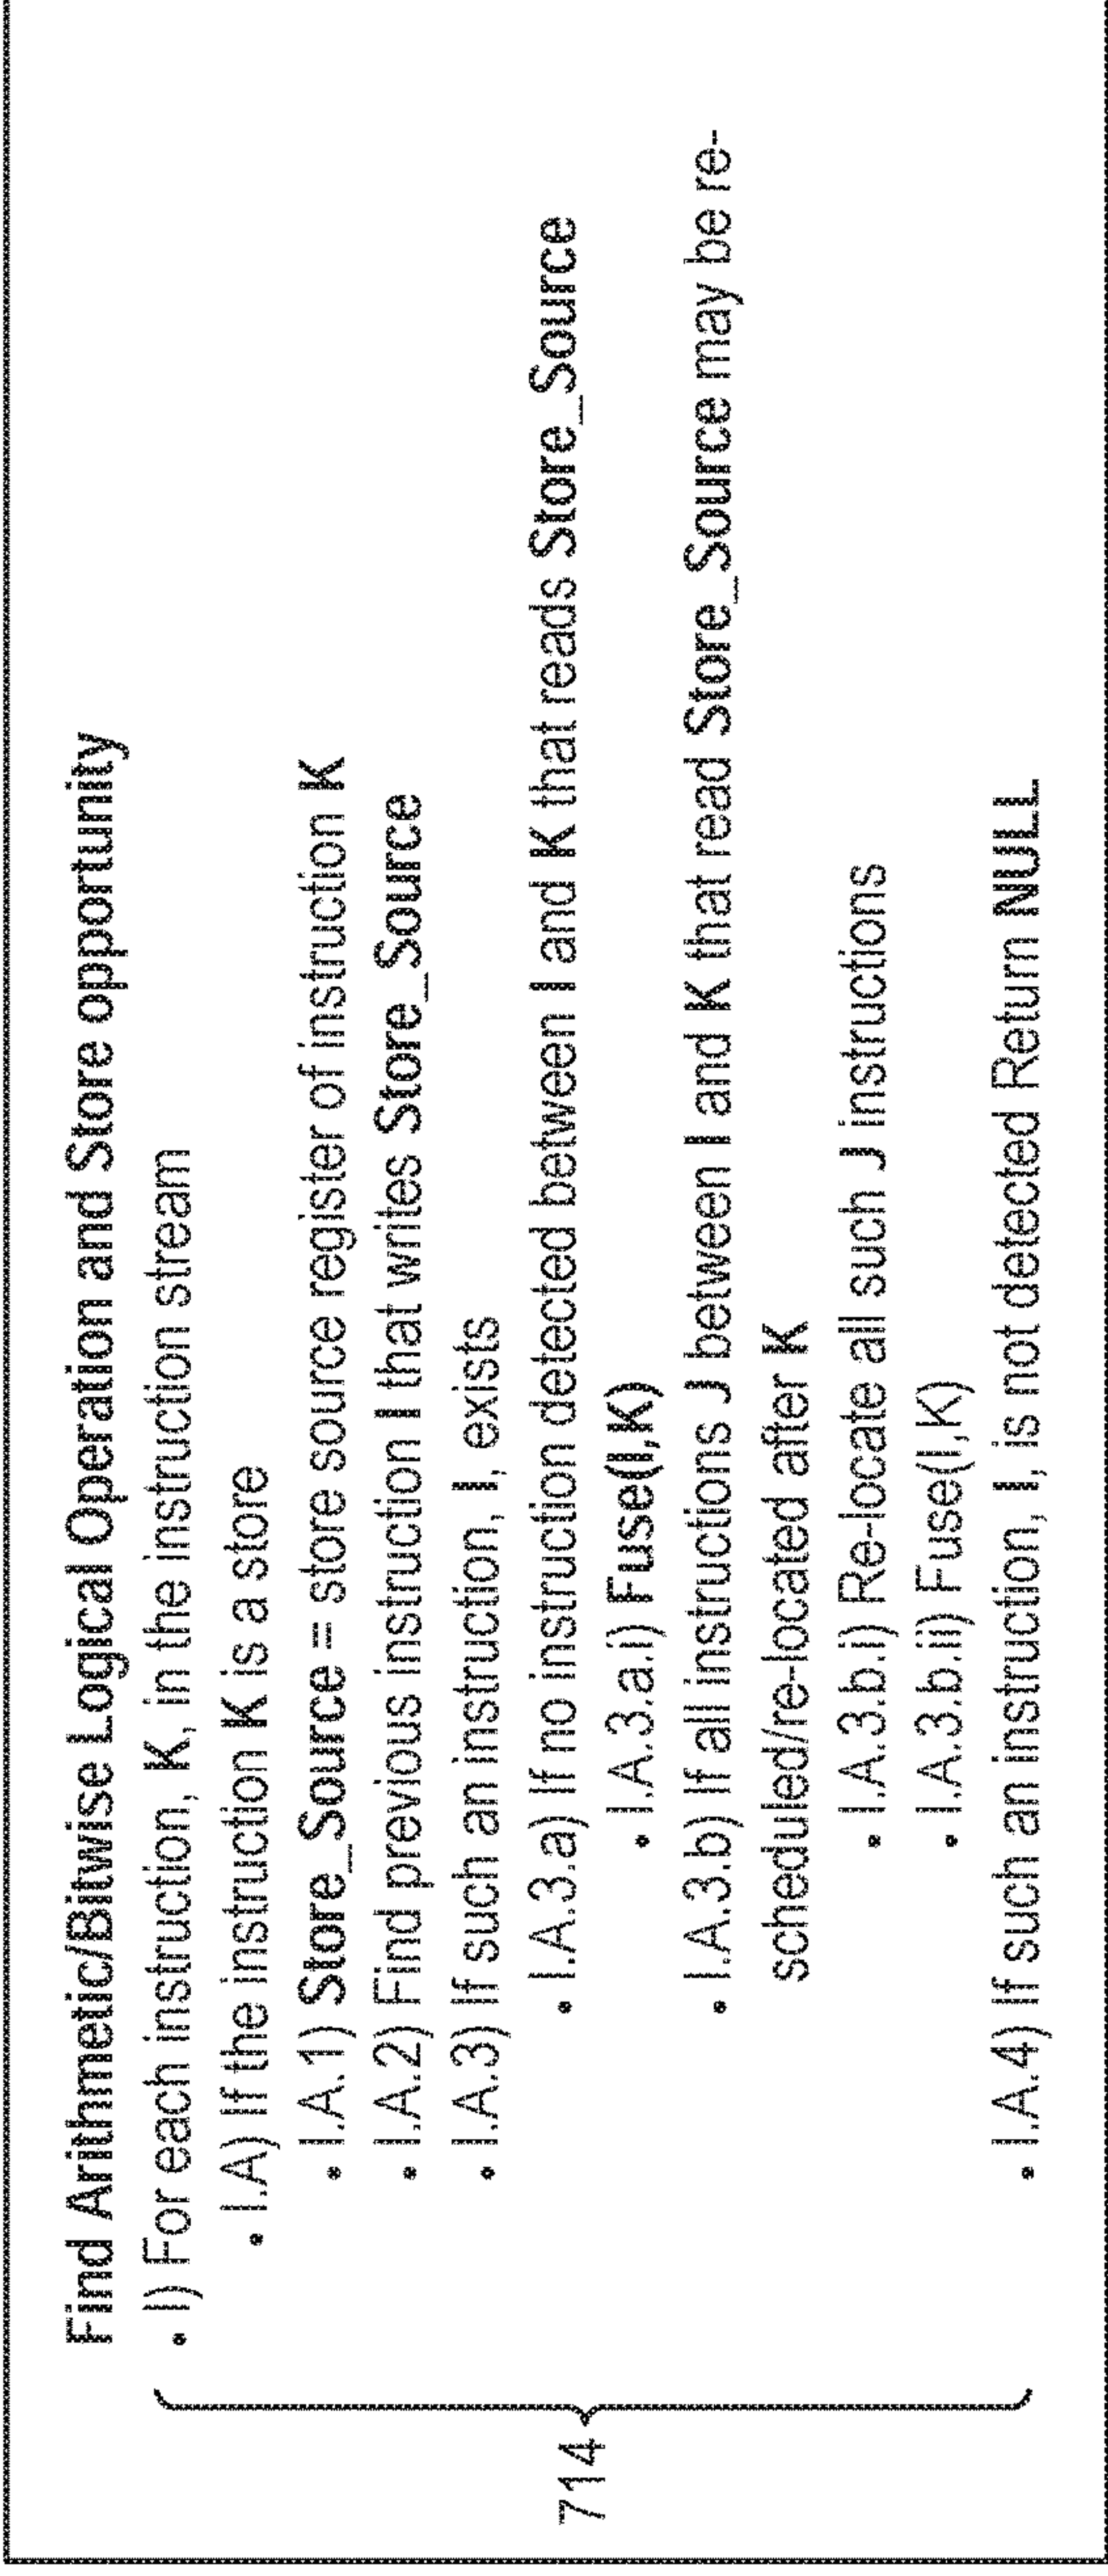 Find Arithmetic/Bitwise Logical Operation and Store opportunity
• I) For each instruction, K, in the instruction stream
• I.A) If the instruction K is a store
• I.A.1) Store_Source = store source register of instruction K
• I.A.2) Find previous instruction I that writes Store_Source
• I.A.3) If such an instruction, I, exists
• I.A.3.a) If no instruction detected between I and K that reads Store_Source
• I.A.3.a.i) Fuse(I,K)
• I.A.3.b) If all instructions J between I and K that read Store_Source may be re-
scheduled/re-located after K
• I.A.3.b.i) Re-locate all such J instructions
• I.A.3.b.ii) Fuse(I,K)
• I.A.4) If such an instruction, I, is not detected Return NULL
714